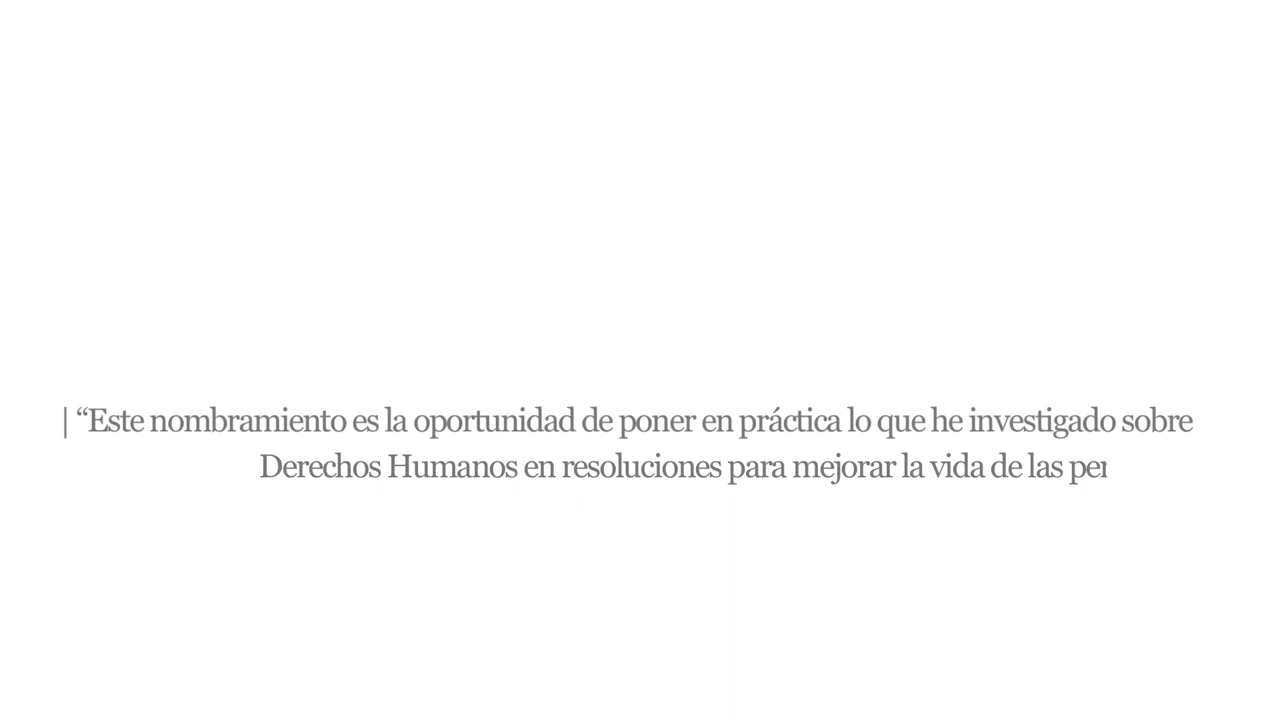 | “Este nombramiento es la oportunidad de poner en práctica lo que he investigado sobre
Derechos Humanos en resoluciones para mejorar la vida de las per